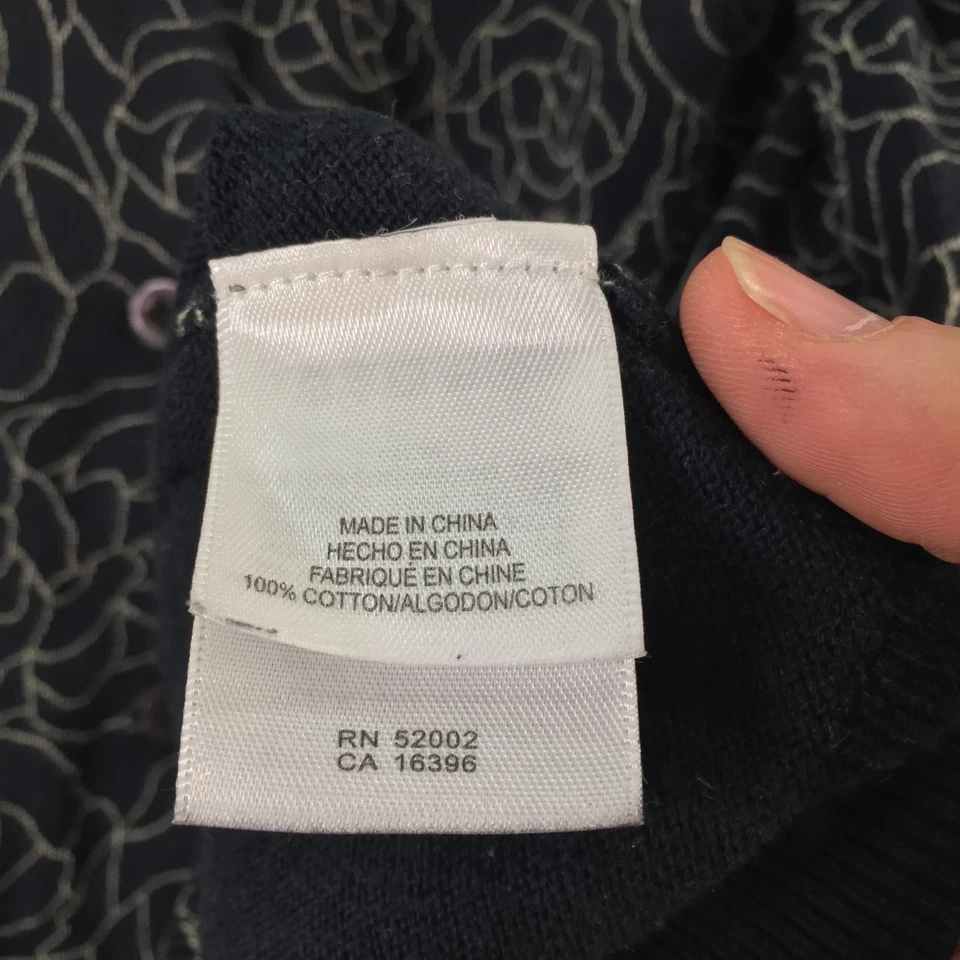 MADE IN CHINA
HECHO EN CHINA
FABRIQUÉ EN CHINE
100% COTTON/ALGODON/COTON
RN 52002
CA 16396